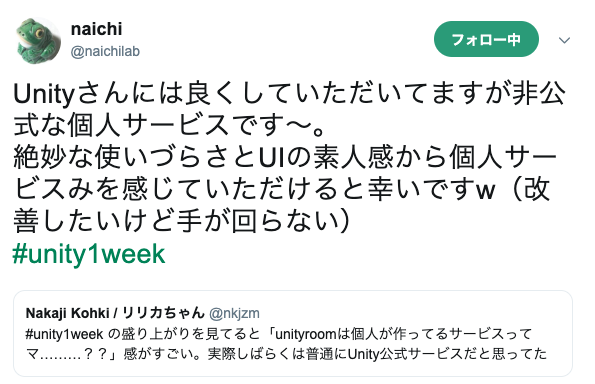 naichi
@naichilab
フォロー中
Unityさんには良くしていただいてますが非公
式な個人サービスです〜。
絶妙な使いづらさとUIの素人感から個人サー
ビスみを感じていただけると幸いですw（改
善したいけど手が回らない）
#unity1week
Nakaji Kohki / リリカちゃん @nkjzm
#unity1week の盛り上がりを見てると「unityroomは個人が作ってるサービスって
マ………？？」感がすごい。実際しばらくは普通にUnity公式サービスだと思ってた